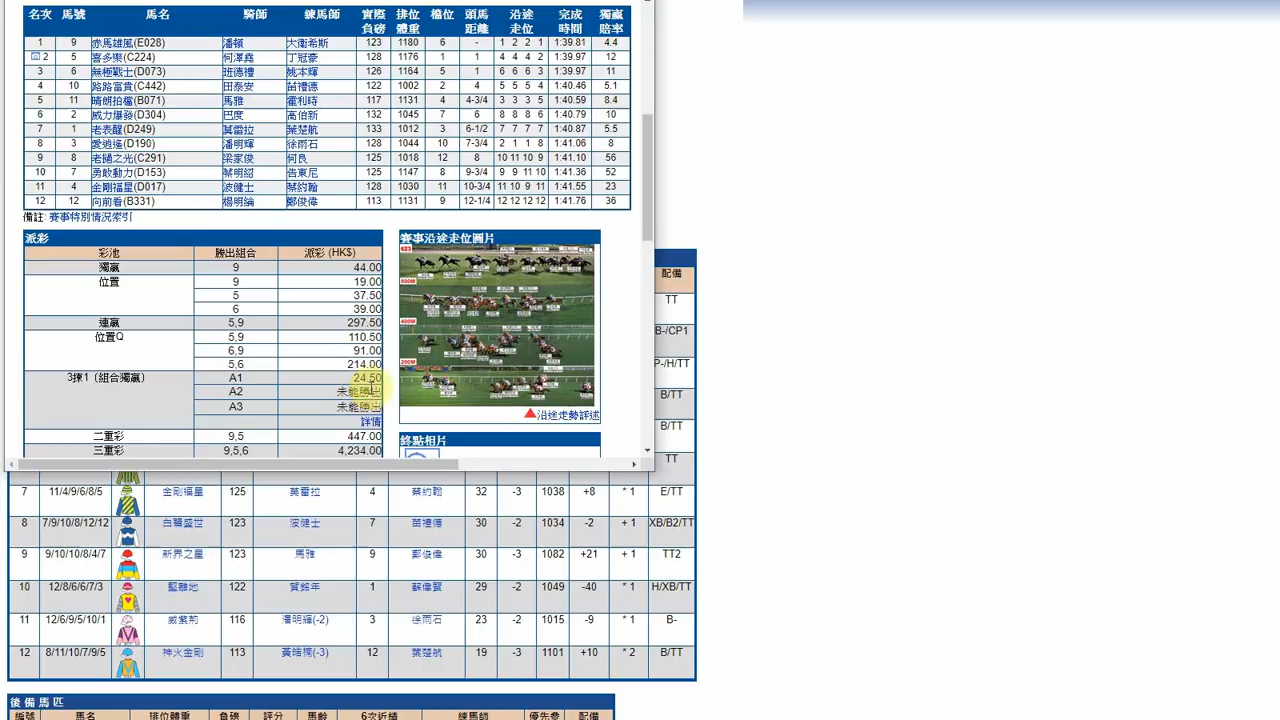 名次 馬號 馬名 騎師 練馬師 實際負磅 排位體重 檔位 頭馬距離 沿途走位 完成時間 獨贏賠率
1 9 赤馬雄風(E028) 潘頓 大衛希斯 123 1180 6 - 1 2 2 1 1:39.81 4.4
2 5 喜多樂(C224) 何澤堯 丁冠豪 128 1176 1 1 4 4 4 2 1:39.97 12
3 6 無極戰士(D073) 班德禮 姚本輝 126 1164 5 1 6 6 6 3 1:39.97 11
4 10 路路富貴(C442) 田泰安 苗禮德 122 1002 2 4 5 5 5 4 1:40.46 5.1
5 11 晴朗拍檔(B071) 馬雅 霍利時 117 1131 4 4-3/4 3 3 3 5 1:40.59 8.4
6 2 威力爆發(D304) 巴度 高伯新 132 1045 7 6 8 8 8 6 1:40.79 10
7 1 老表醒(D249) 莫雷拉 葉楚航 133 1012 3 6-1/2 7 7 7 7 1:40.87 5.5
8 3 愛逍遙(D190) 潘明輝 徐雨石 128 1044 10 7-3/4 2 1 1 8 1:41.06 8
9 8 老撾之光(C291) 梁家俊 何良 125 1018 12 8 10 11 10 9 1:41.10 56
10 7 勇敢動力(D153) 蔡明紹 告東尼 125 1147 8 9-3/4 9 9 11 10 1:41.36 52
11 4 金剛福星(D017) 波健士 蔡約翰 128 1030 11 10-3/4 11 10 9 11 1:41.55 23
12 12 向前看(B331) 楊明綸 鄭俊偉 113 1131 9 12-1/4 12 12 12 12 1:41.76 36
備註: 賽事特別情況索引
派彩
彩池 勝出組合 派彩 (HK$)
獨贏 9 44.00
位置 9 19.00
5 37.50
6 39.00
連贏 5,9 297.50
位置Q 5,9 110.50
6,9 91.00
5,6 214.00
3揀1 (組合獨贏) A1 24.50
A2 未能勝出
A3 未能勝出
詳情
二重彩 9,5 447.00
三重彩 9,5,6 4,234.00
賽事沿途走位圖片
800M
400M
200M
沿途走勢評述
終點相片
配備
TT
B-/CP1
P-/H/TT
B/TT
B/TT
TT
7 11/4/9/6/8/5 金剛福星 125 莫雷拉 4 蔡約翰 32 -3 1038 +8 * 1 E/TT
8 7/9/10/8/12/12 白鷺盛世 123 波健士 7 苗禮德 30 -2 1034 -2 + 1 XB/B2/TT
9 9/10/10/8/4/7 新界之星 123 馬雅 9 鄭俊偉 30 -3 1082 +21 + 1 TT2
10 12/8/6/6/7/3 堅離地 122 賀銘年 1 蘇偉賢 29 -2 1049 -40 * 1 H/XB/TT
11 12/6/9/5/10/1 威紫荊 116 潘明輝(-2) 3 徐雨石 23 -2 1015 -9 * 1 B-
12 8/11/10/7/9/5 神火金剛 113 黃皓楠(-3) 12 葉楚航 19 -3 1101 +10 * 2 B/TT
後備馬匹
編號 馬名 排位體重 負磅 評分 馬齡 6次近績 練馬師 優先參 配備